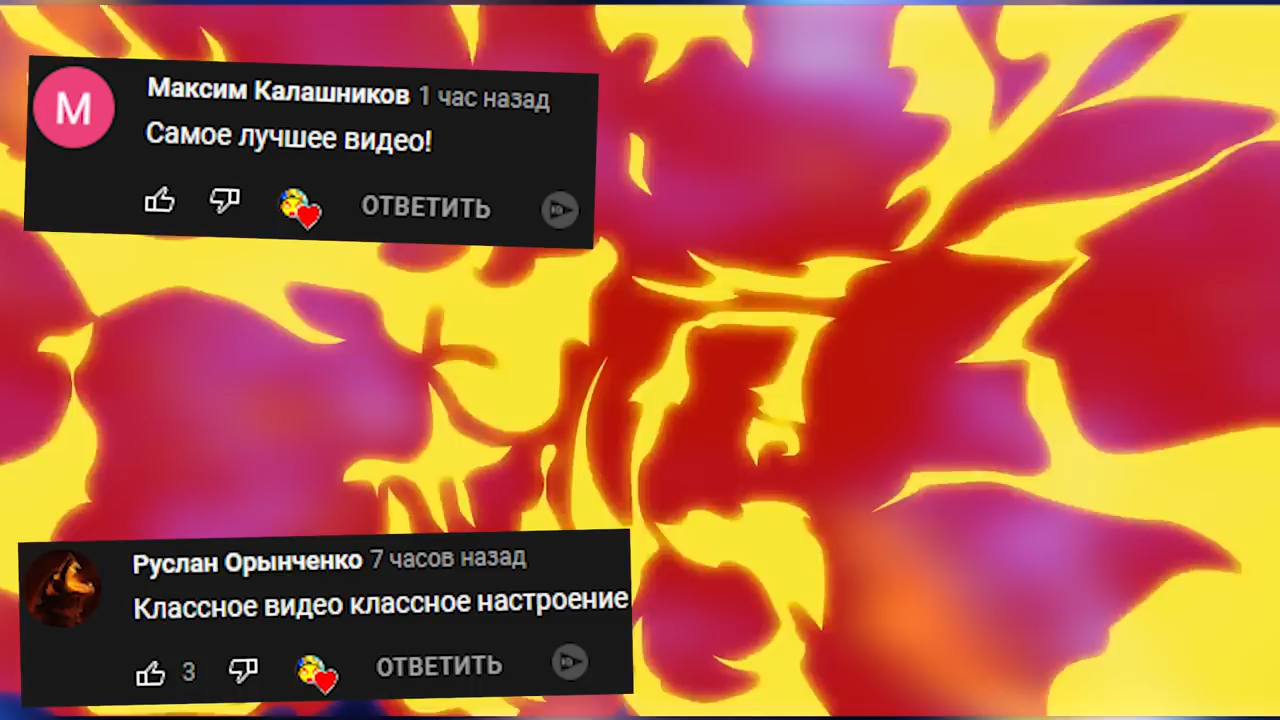 М
Максим Калашников 1 час назад
Самое лучшее видео!
ОТВЕТИТЬ
Руслан Орынченко 7 часов назад
Классное видео классное настроение
3
ОТВЕТИТЬ